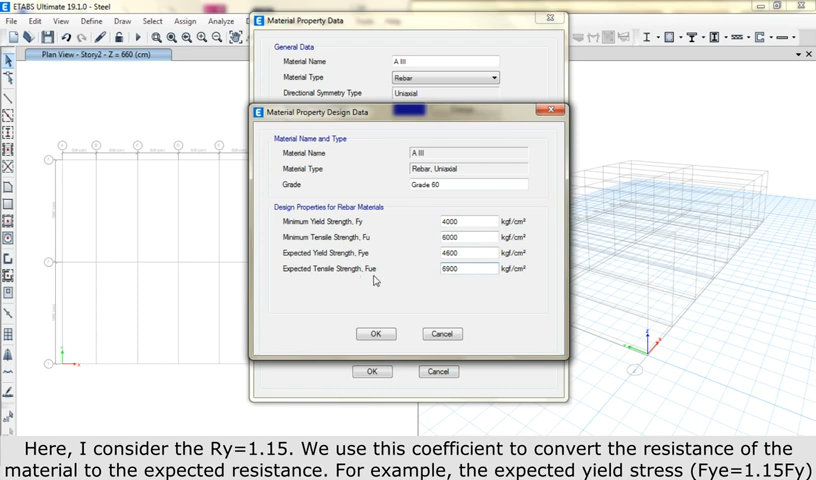 ETABS Ultimate 19.1.0 - Steel
File Edit View Define Draw Select Assign Analyze
Plan View - Story2 - Z = 660 (cm)
Material Property Data
General Data
Material Name A III
Material Type Rebar
Directional Symmetry Type Uniaxial
Material Property Design Data
Material Name and Type
Material Name A III
Material Type Rebar, Uniaxial
Grade Grade 60
Design Properties for Rebar Materials
Minimum Yield Strength, Fy 4000 kgf/cm²
Minimum Tensile Strength, Fu 6000 kgf/cm²
Expected Yield Strength, Fye 4600 kgf/cm²
Expected Tensile Strength, Fue 6900 kgf/cm²
OK Cancel
OK Cancel
Here, I consider the Ry=1.15. We use this coefficient to convert the resistance of the
material to the expected resistance. For example, the expected yield stress (Fye=1.15Fy)